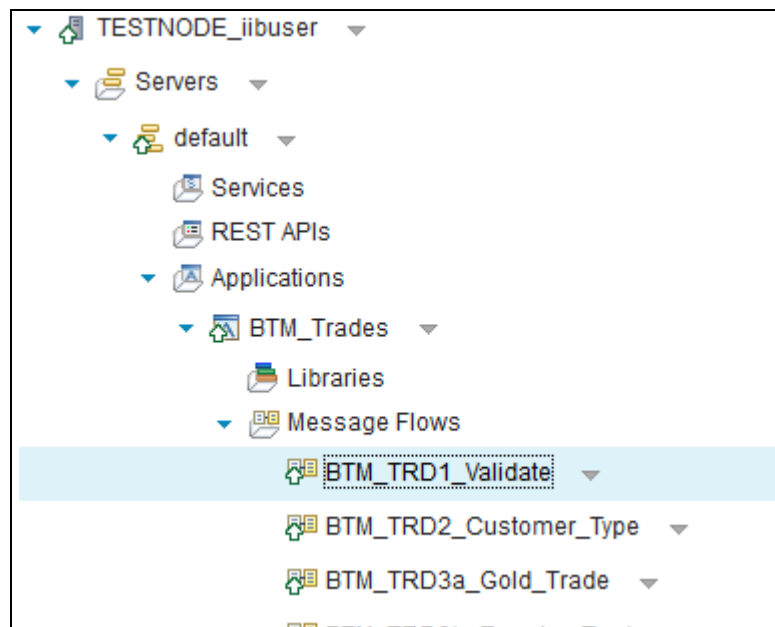 TESTNODE_iibuser
Servers
default
Services
REST APIs
Applications
BTM_Trades
Libraries
Message Flows
BTM_TRD1_Validate
BTM_TRD2_Customer_Type
BTM_TRD3a_Gold_Trade